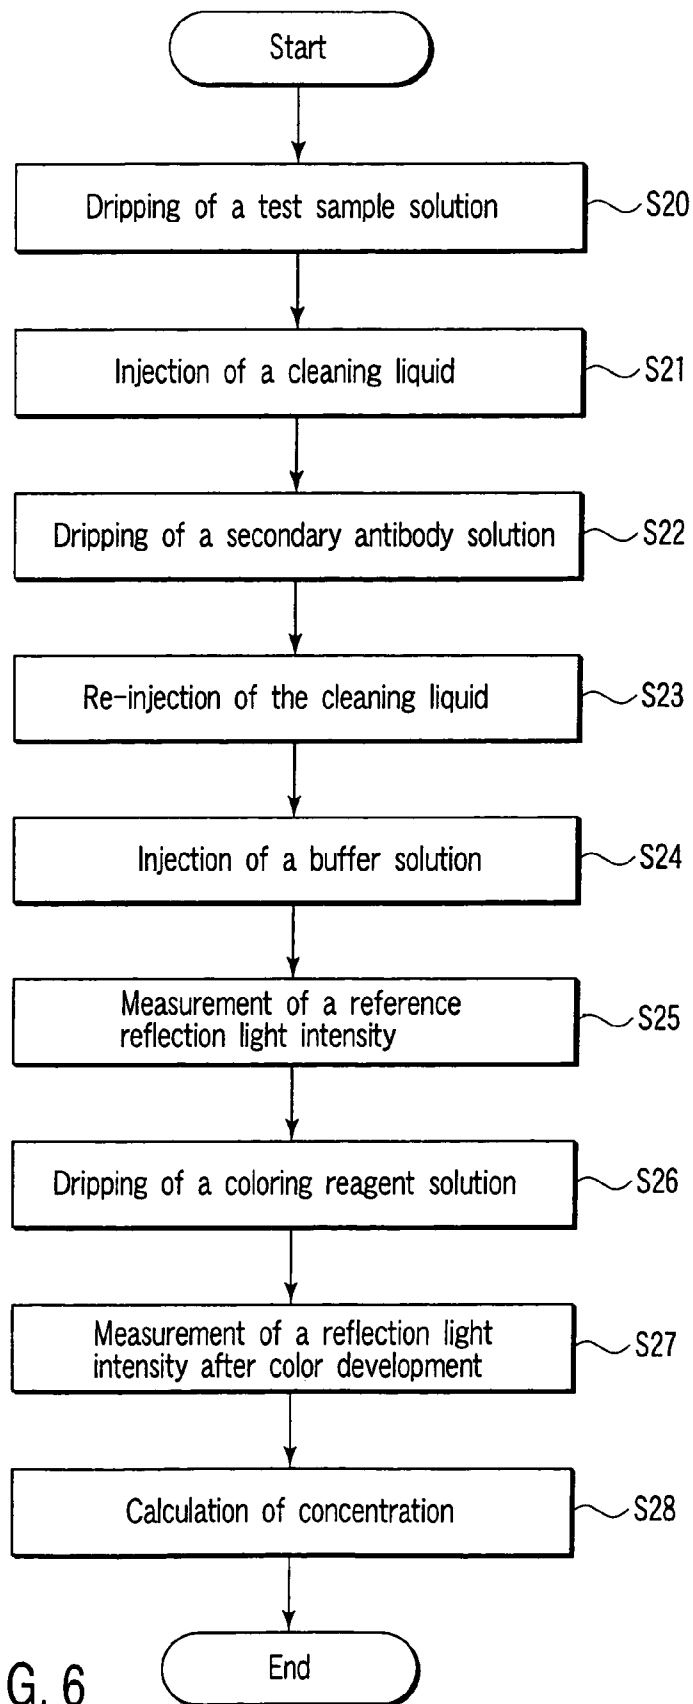 Start
Dripping of a test sample solution
S20
Injection of a cleaning liquid
S21
Dripping of a secondary antibody solution
S22
Re-injection of the cleaning liquid
S23
Injection of a buffer solution
S24
Measurement of a reference
reflection light intensity
S25
Dripping of a coloring reagent solution
S26
Measurement of a reflection light
intensity after color development
S27
Calculation of concentration
S28
End
G. 6